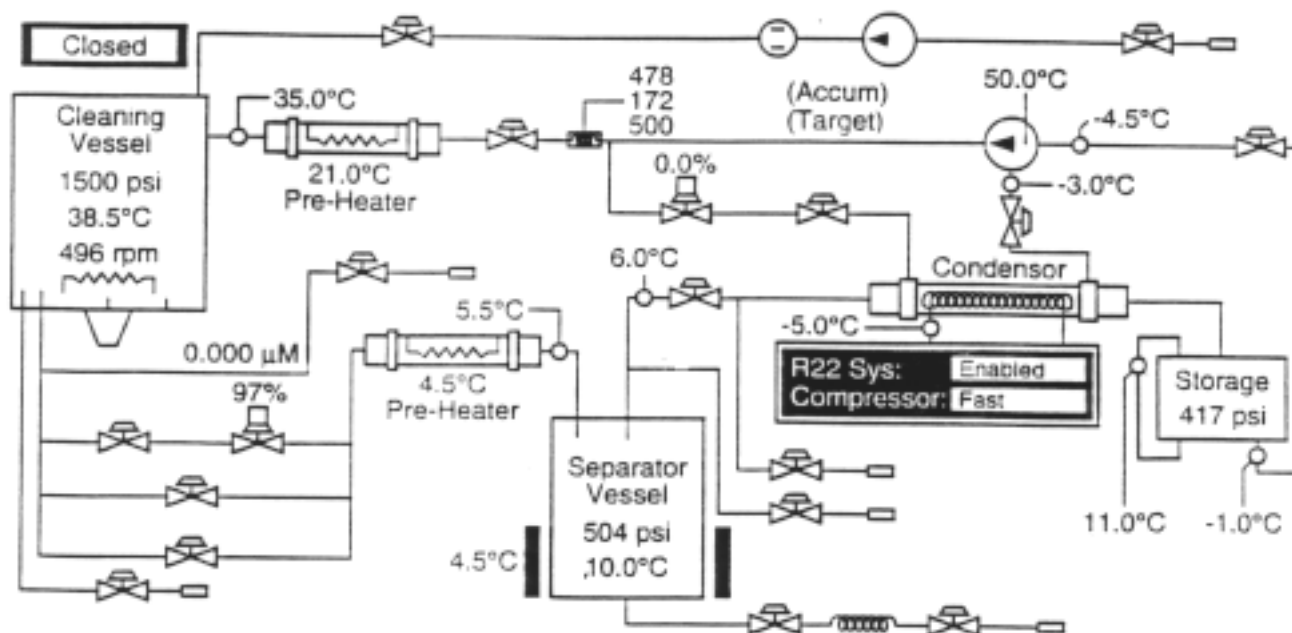 Closed
Cleaning
Vessel
1500 psi
38.5°C
496 rpm
35.0°C
21.0°C
Pre-Heater
478
172
500
(Accum)
(Target)
50.0°C
-4.5°C
-3.0°C
0.0%
6.0°C
Condensor
-5.0°C
R22 Sys: Enabled
Compressor: Fast
Storage
417 psi
11.0°C
-1.0°C
0.000 µM
97%
5.5°C
4.5°C
Pre-Heater
Separator
Vessel
504 psi
,10.0°C
4.5°C